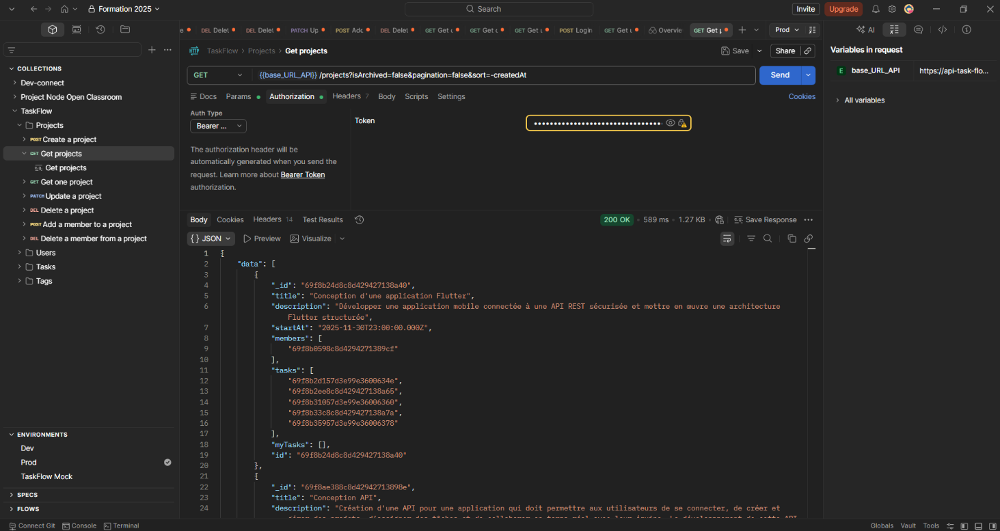 Formation 2025
Search
Invite
Upgrade
DEL Delet
DEL Delet
PATCH Up
POST Adc
DEL Delet
GET Get c
GET Get c
GET Get u
POST Login
GET Get u
Overvie
GET Get p
Prod
AI
TaskFlow > Projects > Get projects
Save
Share
Variables in request
COLLECTIONS
Dev-connect
Project Node Open Classroom
TaskFlow
Projects
POST Create a project
GET Get projects
Get projects
GET Get one project
PATCH Update a project
DEL Delete a project
POST Add a member to a project
DEL Delete a member from a project
Users
Tasks
Tags
ENVIRONMENTS
Dev
Prod
TaskFlow Mock
SPECS
FLOWS
GET {{base_URL_API}} /projects?isArchived=false&pagination=false&sort=-createdAt
Send
E base_URL_API https://api-task-flo...
All variables
Docs Params Authorization Headers 7 Body Scripts Settings
Cookies
Auth Type
Bearer ...
Token
The authorization header will be
automatically generated when you send the
request. Learn more about Bearer Token
authorization.
Body Cookies Headers 14 Test Results
200 OK • 589 ms • 1.27 KB
Save Response
{} JSON Preview Visualize
1 {
2 "data": [
3 {
4 "_id": "69f8b24d8c8d429427138a40",
5 "title": "Conception d'une application Flutter",
6 "description": "Développer une application mobile connectée à une API REST sécurisée et mettre en œuvre une architecture
Flutter structurée",
7 "startAt": "2025-11-30T23:00:00.000Z",
8 "members": [
9 "69f8b0598c8d4294271389cf"
10 ],
11 "tasks": [
12 "69f8b2d157d3e99e3600634e",
13 "69f8b2ee8c8d429427138a65",
14 "69f8b31057d3e99e36006360",
15 "69f8b33c8c8d429427138a7a",
16 "69f8b35957d3e99e36006378"
17 ],
18 "myTasks": [],
19 "id": "69f8b24d8c8d429427138a40"
20 },
21 {
22 "_id": "69f8ae388c8d42942713898e",
23 "title": "Conception API",
24 "description": "Création d'une API pour une application qui doit permettre aux utilisateurs de se connecter, de créer et
Connect Git
Console
Terminal
Globals
Vault
Tools